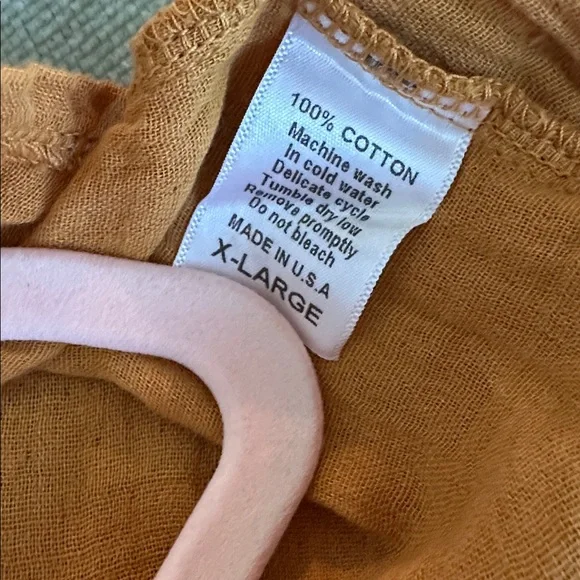 100% COTTON
Machine wash
In cold water
Delicate cycle
Tumble dry low
Remove promptly
Do not bleach
MADE IN U.S.A
X-LARGE